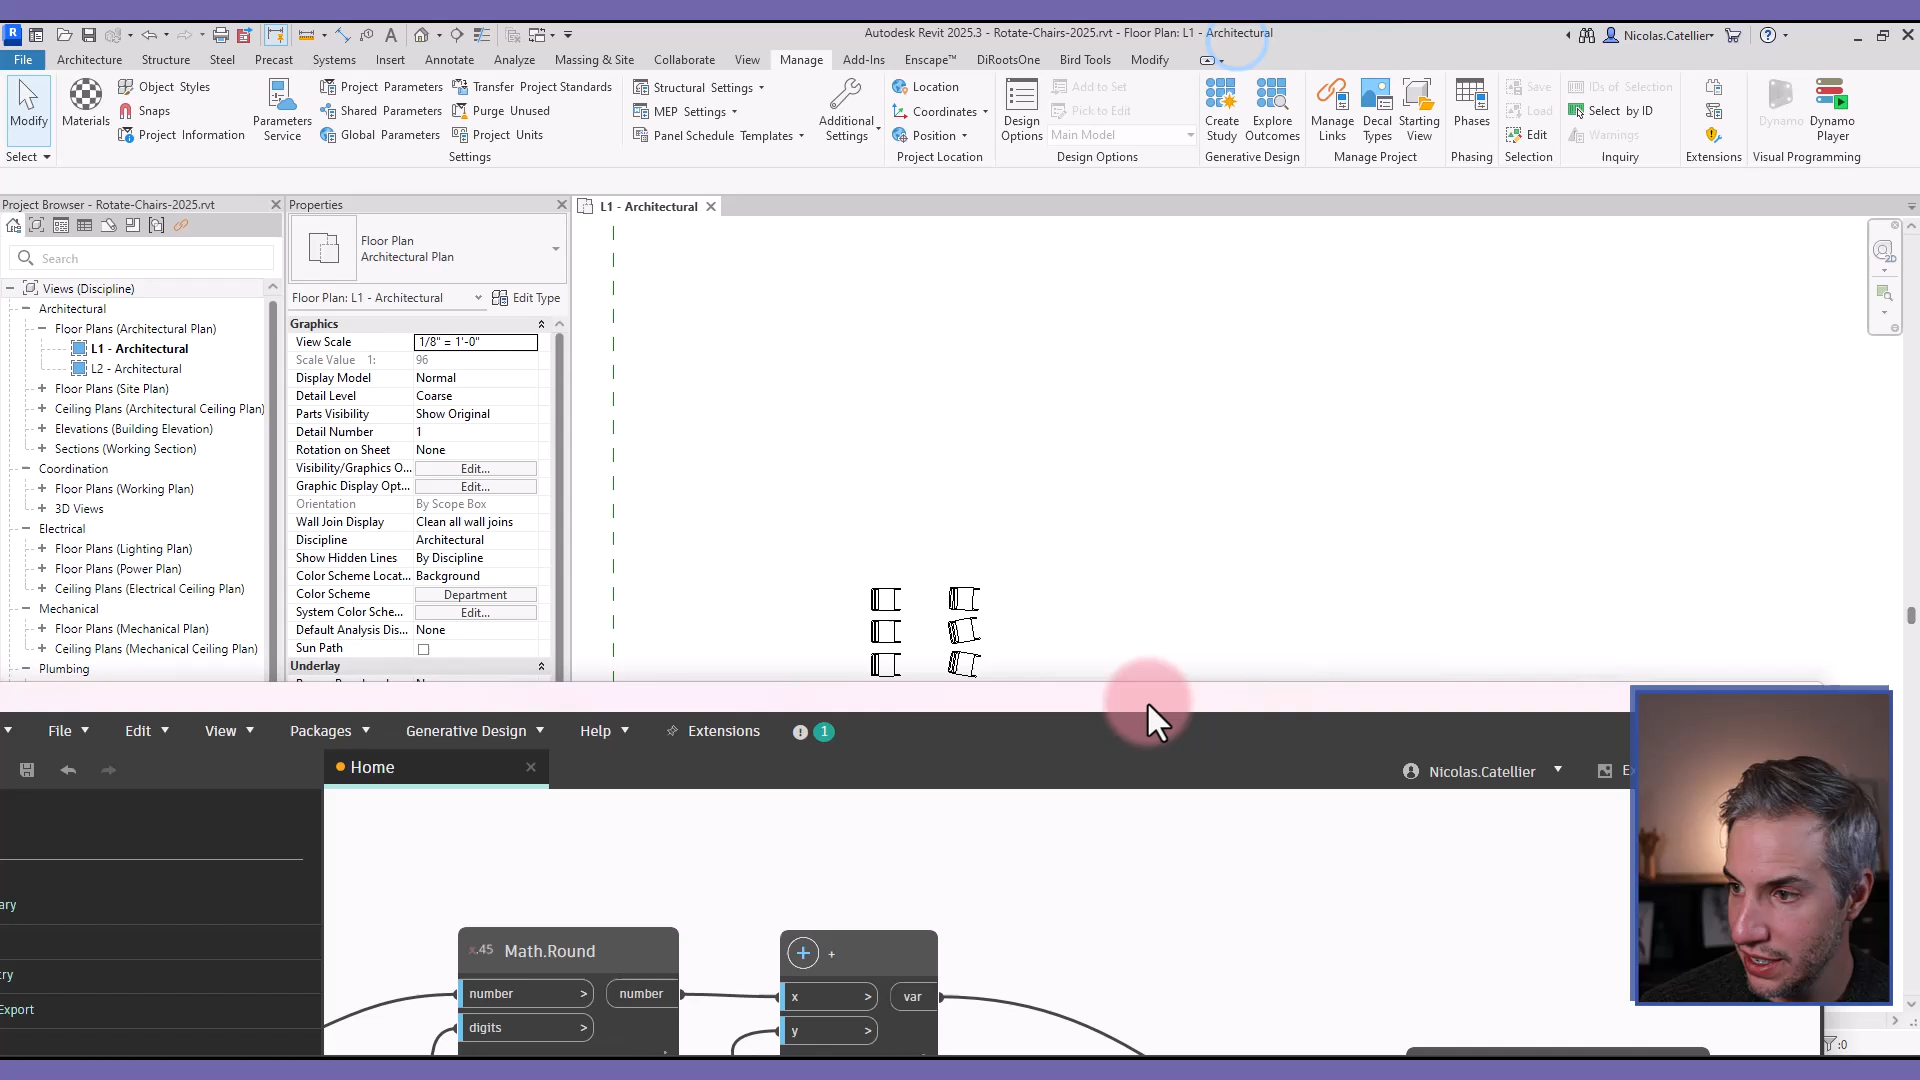 Autodesk Revit 2025.3 - Rotate-Chairs-2025.rvt - Floor Plan: L1 - Architectural
Nicolas.Catellier
File Architecture Structure Steel Precast Systems Insert Annotate Analyze Massing & Site Collaborate View Manage Add-Ins Enscape™ DiRootsOne Bird Tools Modify
Modify
Materials
Object Styles
Snaps
Project Information
Parameters Service
Project Parameters
Shared Parameters
Global Parameters
Transfer Project Standards
Purge Unused
Project Units
Structural Settings
MEP Settings
Panel Schedule Templates
Additional Settings
Location
Coordinates
Position
Design Options
Add to Set
Pick to Edit
Main Model
Create Study
Explore Outcomes
Manage Links
Decal Types
Starting View
Phases
Save
Load
Edit
IDs of Selection
Select by ID
Warnings
Dynamo
Dynamo Player
Select Settings Project Location Design Options Generative Design Manage Project Phasing Selection Inquiry Extensions Visual Programming
Project Browser - Rotate-Chairs-2025.rvt
Search
Views (Discipline)
Architectural
Floor Plans (Architectural Plan)
L1 - Architectural
L2 - Architectural
Floor Plans (Site Plan)
Ceiling Plans (Architectural Ceiling Plan)
Elevations (Building Elevation)
Sections (Working Section)
Coordination
Floor Plans (Working Plan)
3D Views
Electrical
Floor Plans (Lighting Plan)
Floor Plans (Power Plan)
Ceiling Plans (Electrical Ceiling Plan)
Mechanical
Floor Plans (Mechanical Plan)
Ceiling Plans (Mechanical Ceiling Plan)
Plumbing
Properties
Floor Plan
Architectural Plan
Floor Plan: L1 - Architectural Edit Type
Graphics
View Scale 1/8" = 1'-0"
Scale Value 1: 96
Display Model Normal
Detail Level Coarse
Parts Visibility Show Original
Detail Number 1
Rotation on Sheet None
Visibility/Graphics O... Edit...
Graphic Display Opt... Edit...
Orientation By Scope Box
Wall Join Display Clean all wall joins
Discipline Architectural
Show Hidden Lines By Discipline
Color Scheme Locat... Background
Color Scheme Department
System Color Sche... Edit...
Default Analysis Dis... None
Sun Path
Underlay
L1 - Architectural
2D
File Edit View Packages Generative Design Help Extensions 1
Home
Nicolas.Catellier
E
ary
try
Export
x.45 Math.Round
number > number
digits >
+ +
x > var
y >
:0